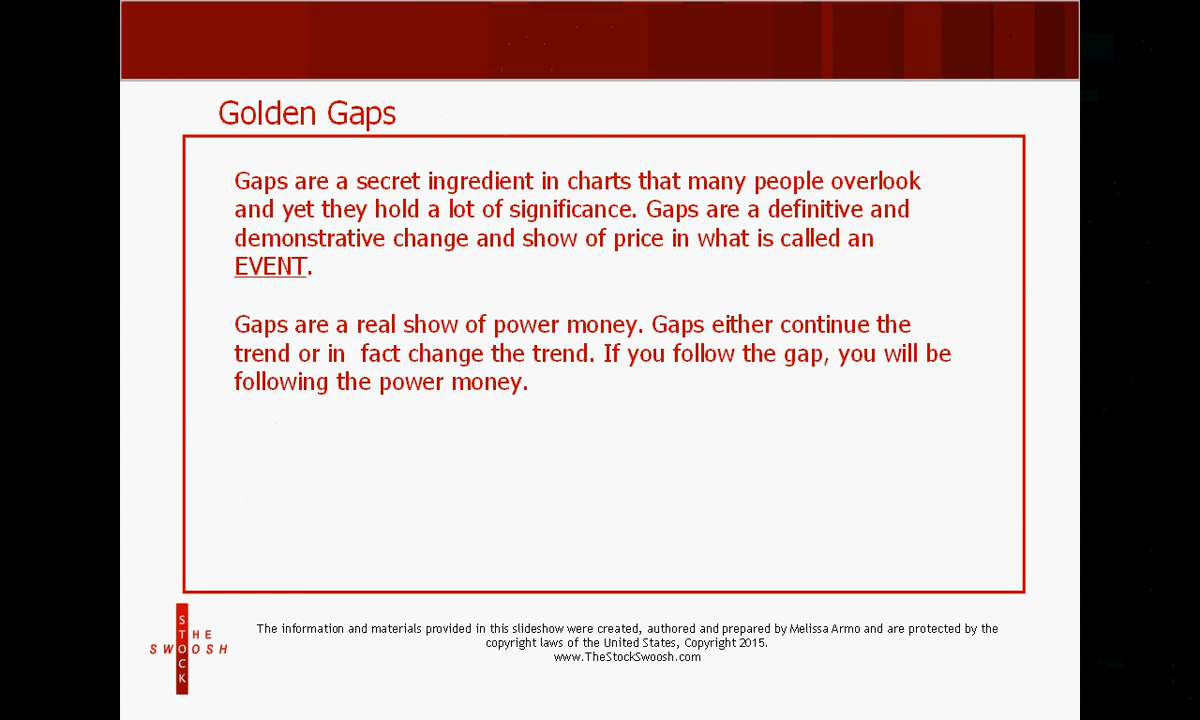 Golden Gaps
Gaps are a secret ingredient in charts that many people overlook
and yet they hold a lot of significance. Gaps are a definitive and
demonstrative change and show of price in what is called an
EVENT.
Gaps are a real show of power money. Gaps either continue the
trend or in  fact change the trend. If you follow the gap, you will be
following the power money.
THE
STOCK
SWOOSH
The information and materials provided in this slideshow were created, authored and prepared by Melissa Armo and are protected by the
copyright laws of the United States, Copyright 2015.
www.TheStockSwoosh.com